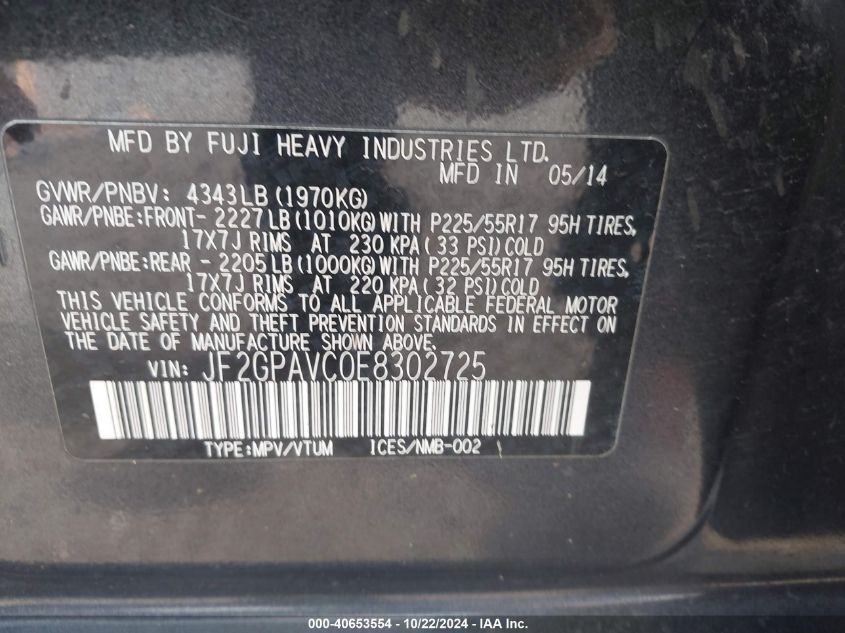 MFD BY FUJI HEAVY INDUSTRIES LTD.
MFD IN 05/14
GVWR/PNBV: 4343LB(1970KG)
GAWR/PNBE:FRONT- 2227LB(1010KG)WITH P225/55R17 95H TIRES,
17X7J RIMS AT 230 KPA(33 PSI)COLD
GAWR/PNBE:REAR - 2205LB(1000KG)WITH P225/55R17 95H TIRES,
17X7J RIMS AT 220 KPA(32 PSI)COLD
THIS VEHICLE CONFORMS TO ALL APPLICABLE FEDERAL MOTOR
VEHICLE SAFETY AND THEFT PREVENTION STANDARDS IN EFFECT ON
THE DATE OF MANUFACTURE SHOWN ABOVE.
VIN: JF2GPAVC0E8302725
TYPE:MPV/VTUM ICES/NMB-002
000-40653554 - 10/22/2024 - IAA Inc.